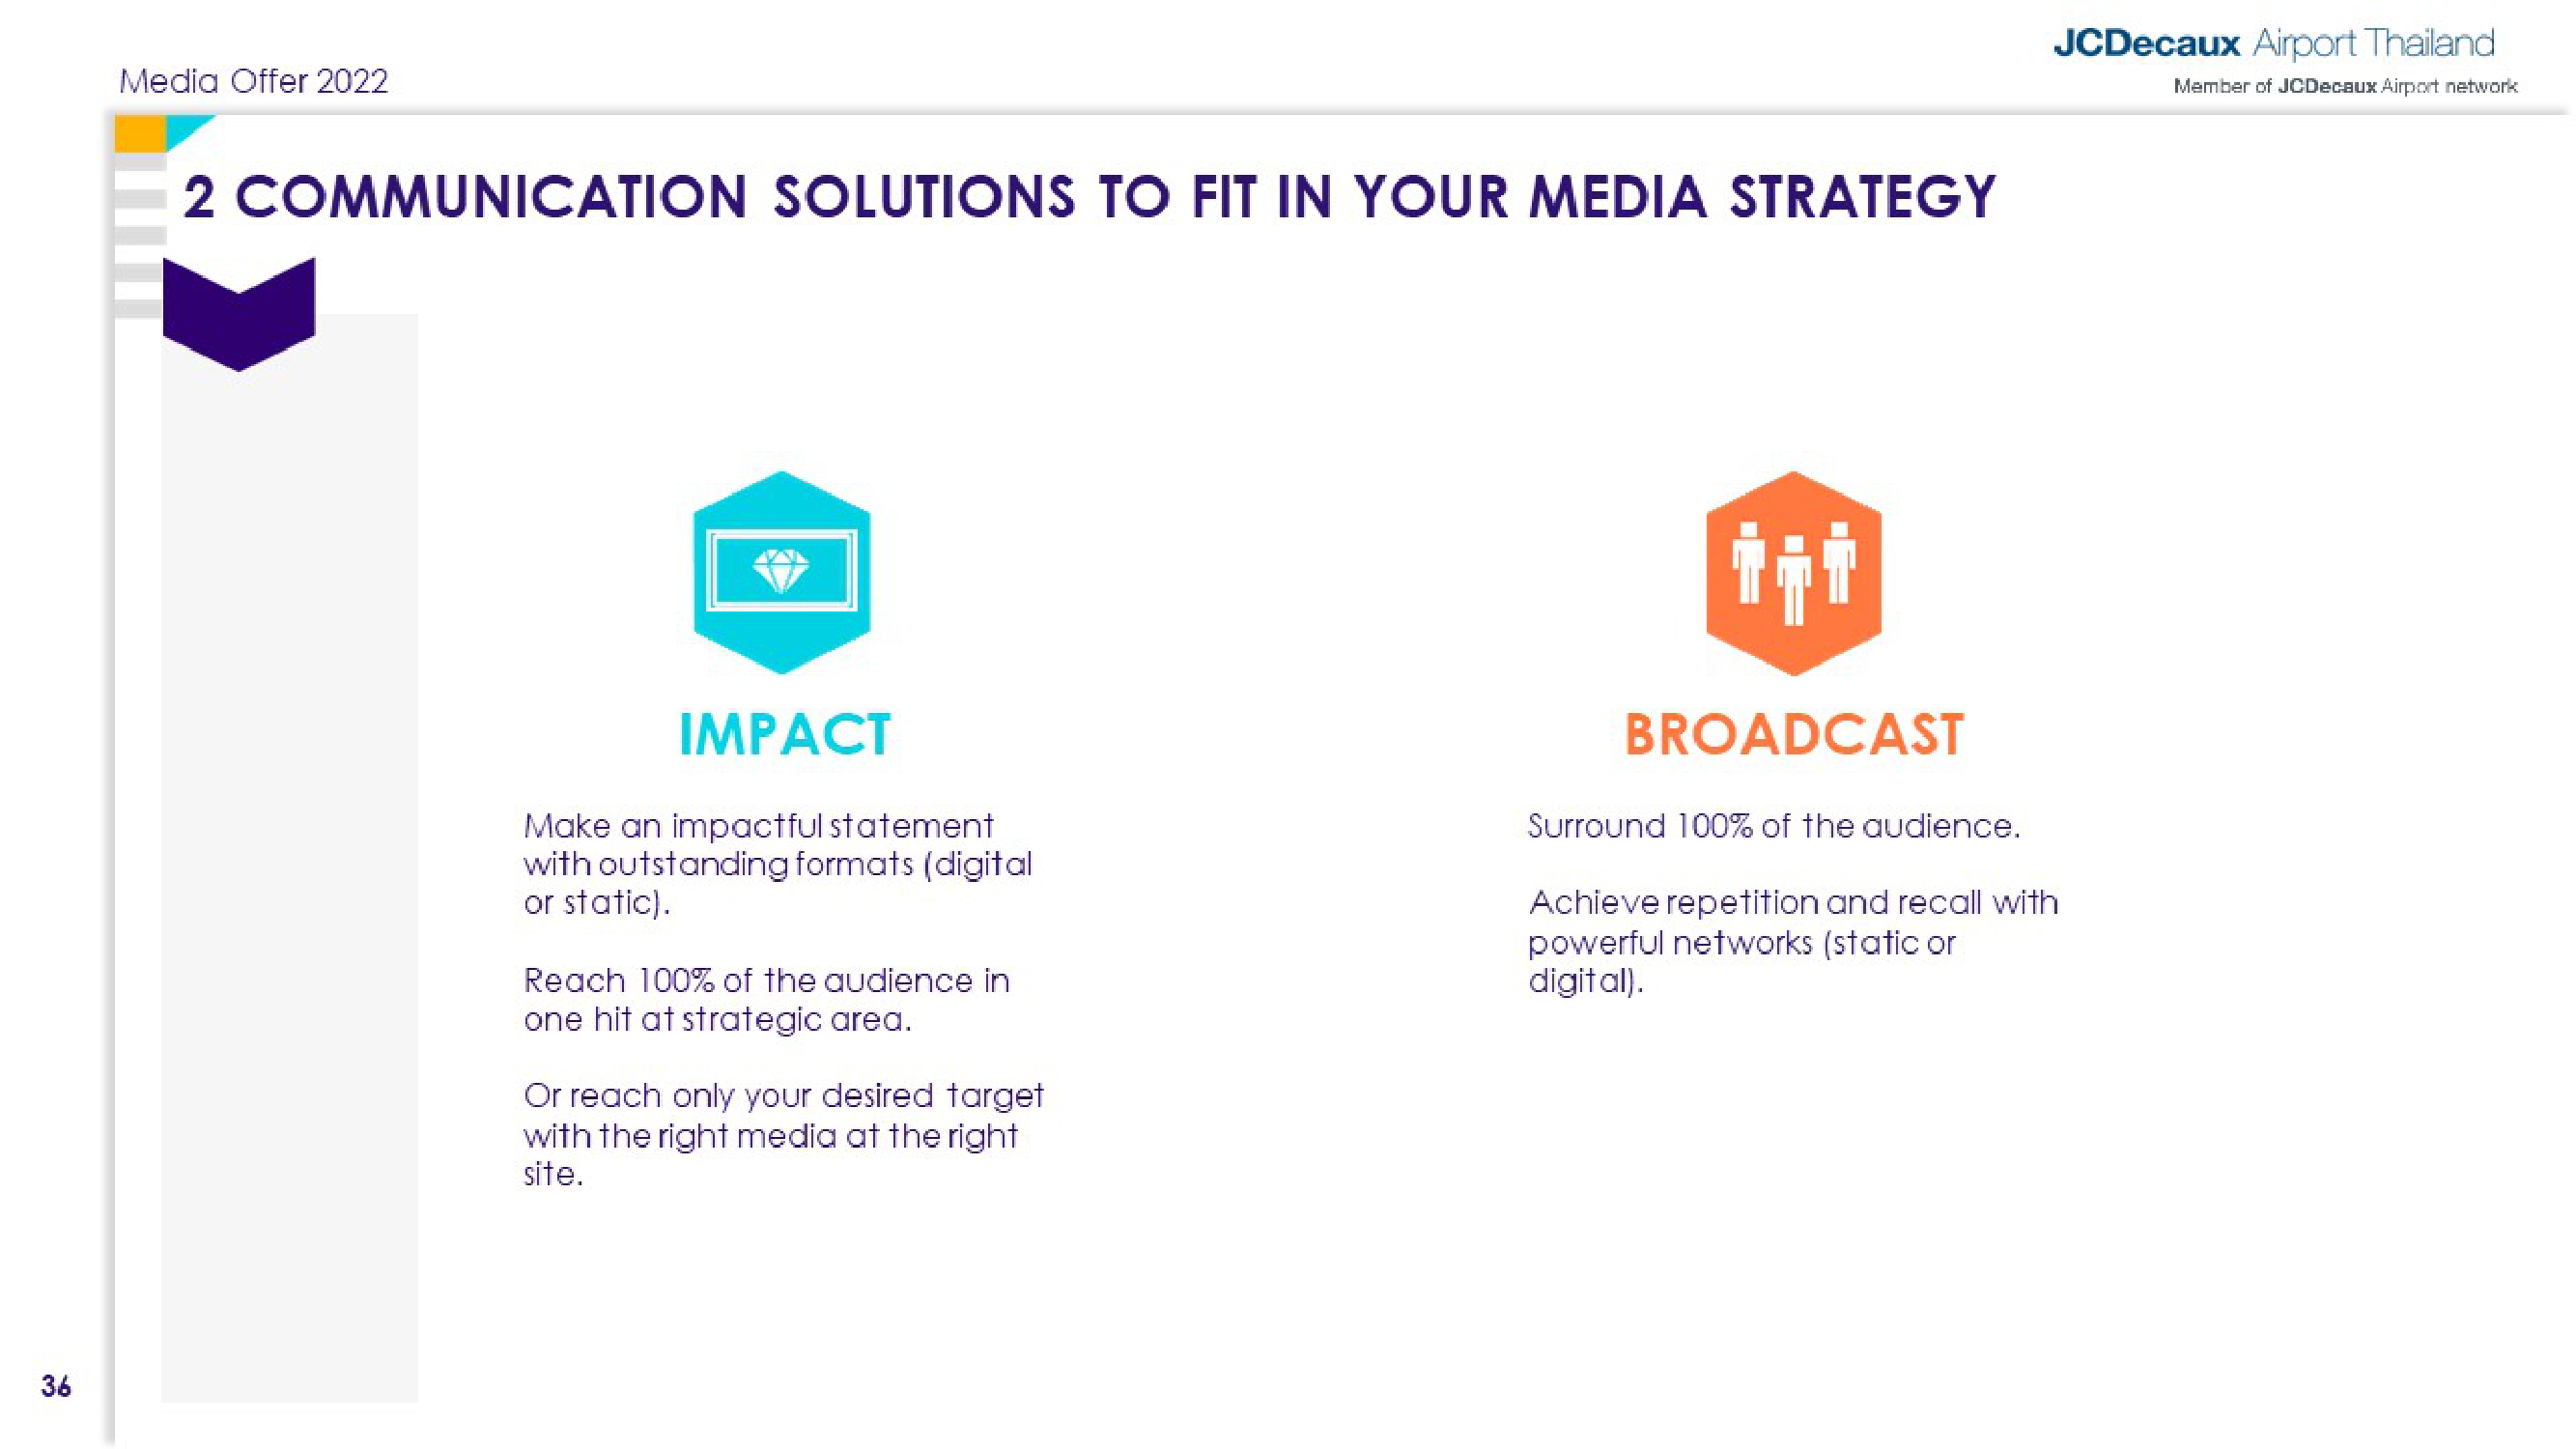 JCDecaux Airport Thailand
Media Offer 2022
Member of JCDecaux Airport network
2 COMMUNICATION SOLUTIONS TO FIT IN YOUR MEDIA STRATEGY
IMPACT
Make an impactful statement
with outstanding formats (digital
or static).
Reach 100% of the audience in
one hit at strategic area.
Or reach only your desired target
with the right media at the right
site.
BROADCAST
Surround 100% of the audience.
Achieve repetition and recall with
powerful networks (static or
digital).
36